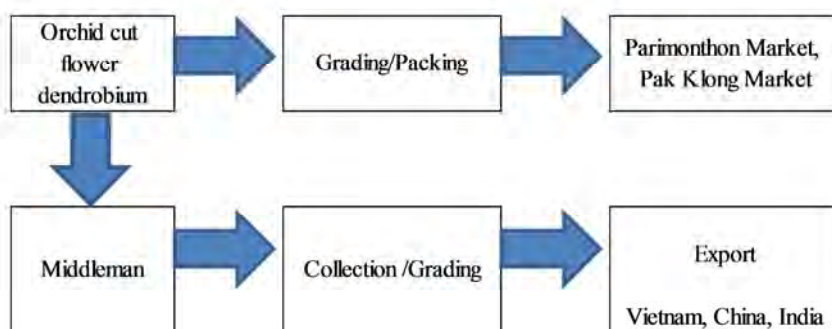 Orchid cut
flower
dendrobium
Grading/Packing
Parimonthon Market,
Pak Klong Market
Middleman
Collection /Grading
Export
Vietnam, China, India